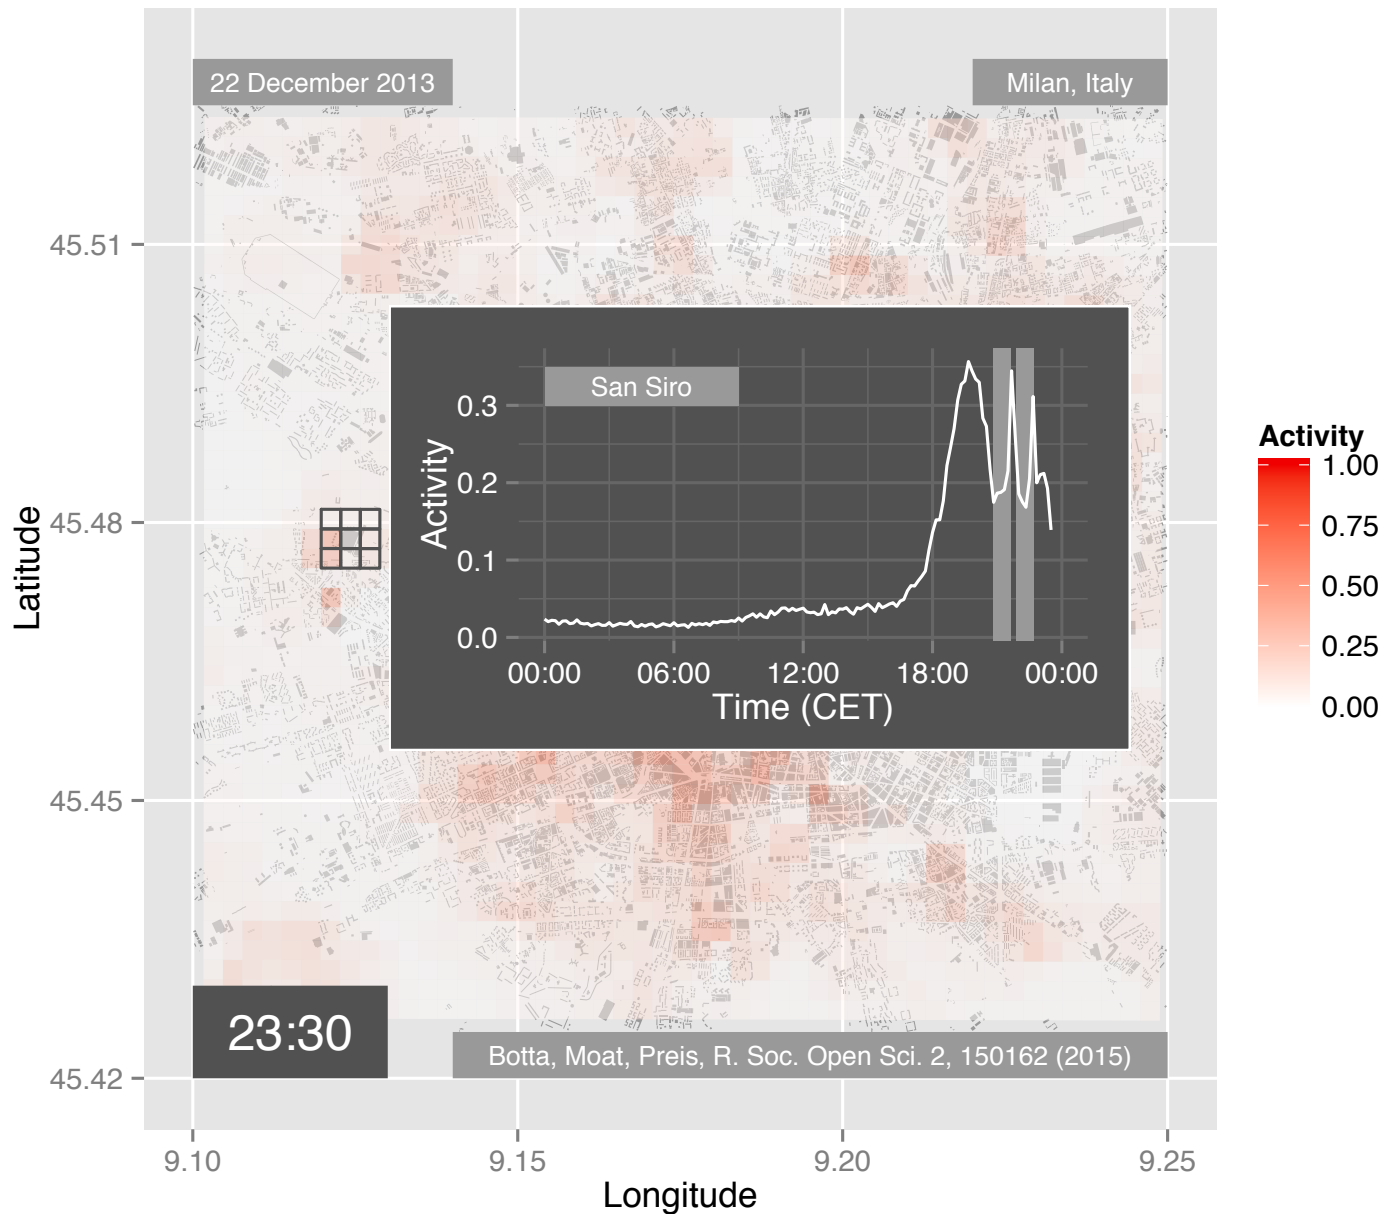 22 December 2013
Milan, Italy
45.51
45.48
45.45
45.42
Latitude
San Siro
Activity
0.3
0.2
0.1
0.0
00:00 06:00 12:00 18:00 00:00
Time (CET)
Activity
1.00
0.75
0.50
0.25
0.00
23:30
Botta, Moat, Preis, R. Soc. Open Sci. 2, 150162 (2015)
9.10 9.15 9.20 9.25
Longitude